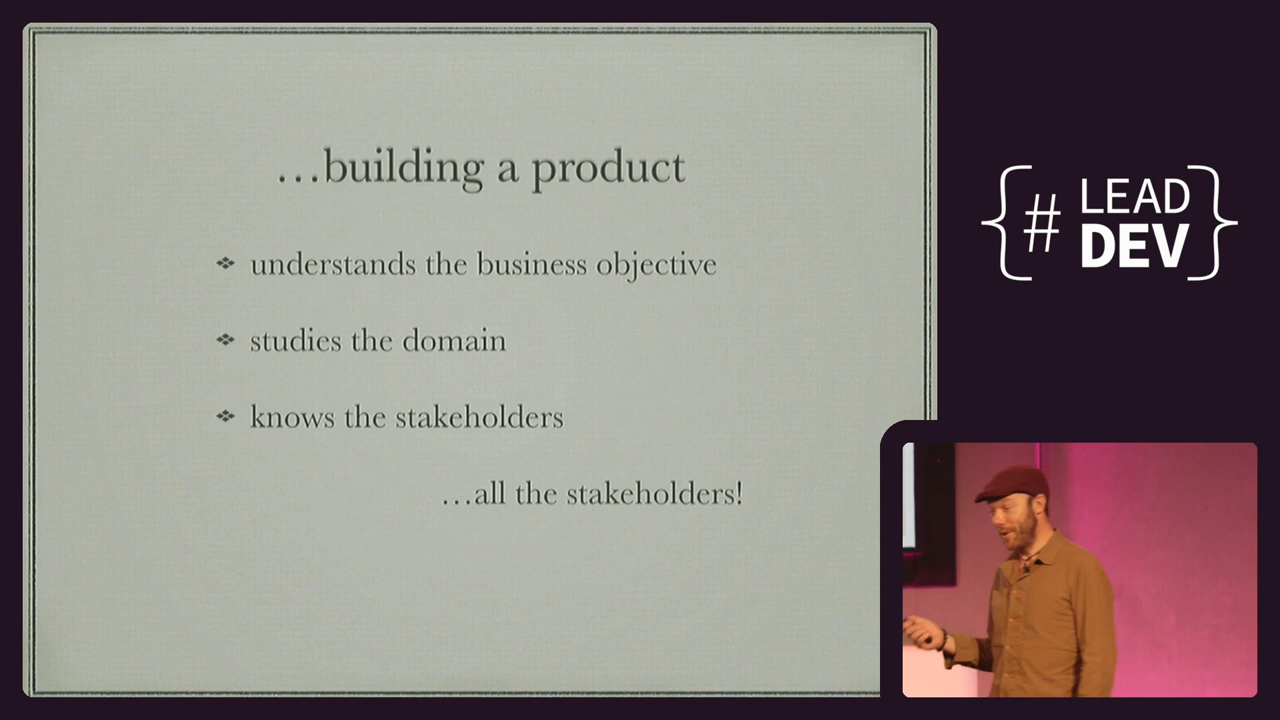 …building a product
understands the business objective
studies the domain
knows the stakeholders
…all the stakeholders!
{# LEAD
DEV}